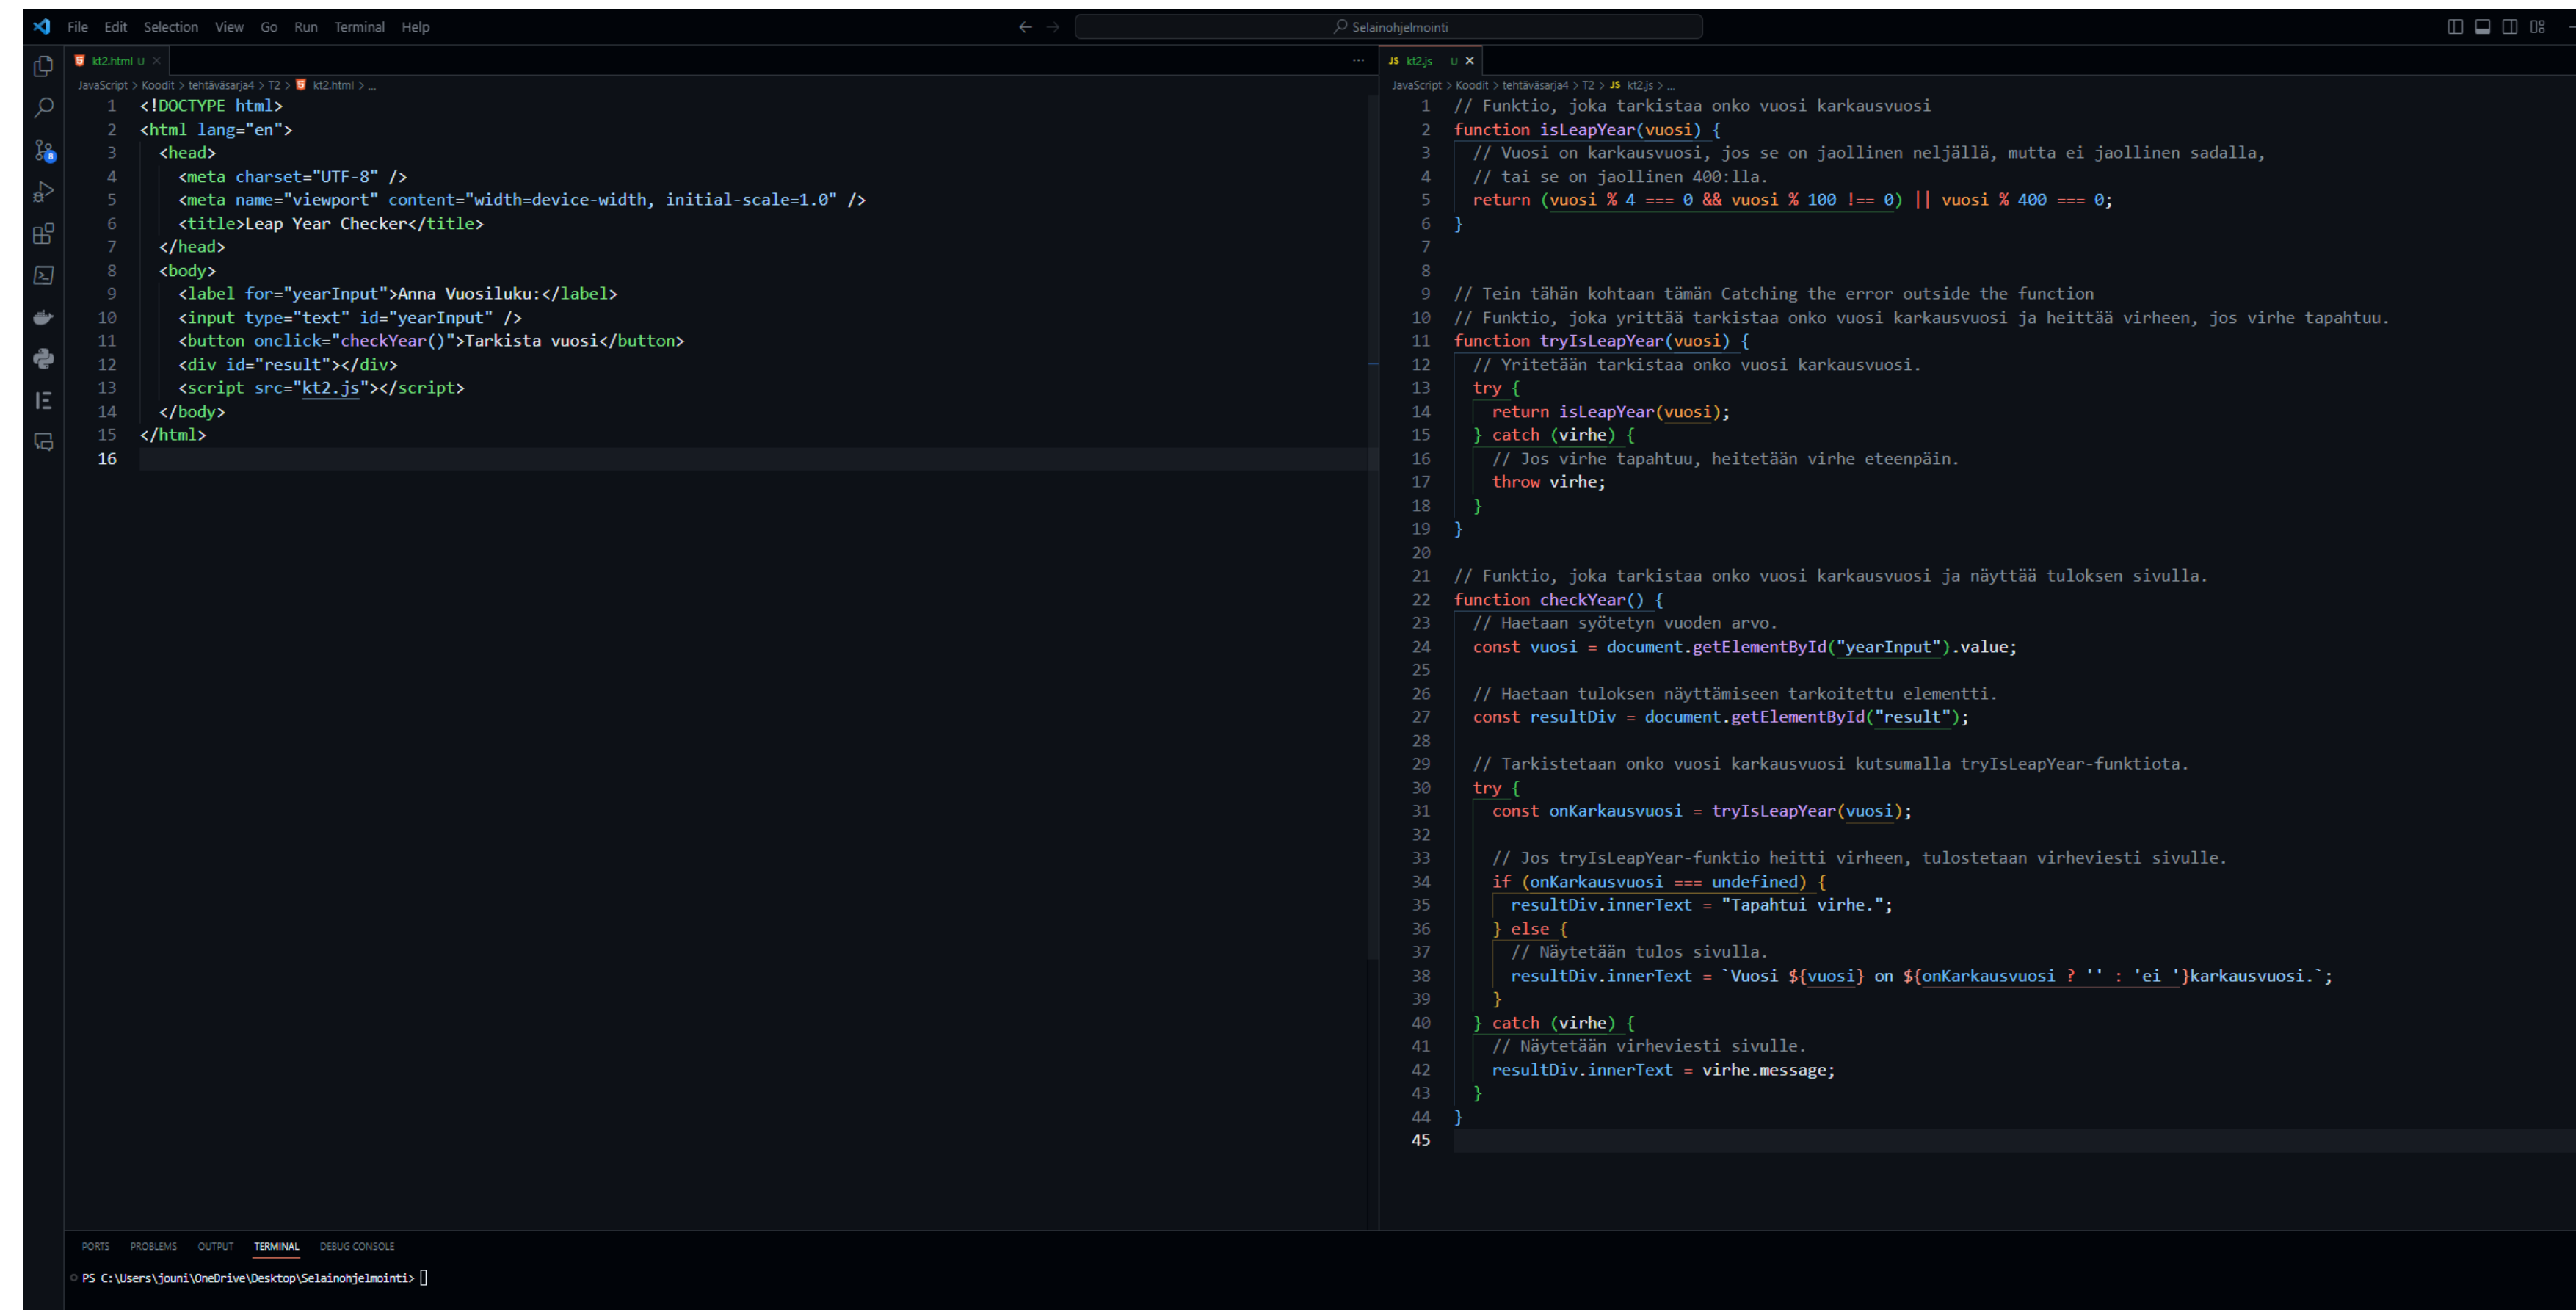 File Edit Selection View Go Run Terminal Help
Selainohjelmointi
kt2.html U
JavaScript > Koodit > tehtäväsarja4 > T2 > kt2.html > ...
1 <!DOCTYPE html>
2 <html lang="en">
3 <head>
4 <meta charset="UTF-8" />
5 <meta name="viewport" content="width=device-width, initial-scale=1.0" />
6 <title>Leap Year Checker</title>
7 </head>
8 <body>
9 <label for="yearInput">Anna Vuosiluku:</label>
10 <input type="text" id="yearInput" />
11 <button onclick="checkYear()">Tarkista vuosi</button>
12 <div id="result"></div>
13 <script src="kt2.js"></script>
14 </body>
15 </html>
16
JS kt2.js U
JavaScript > Koodit > tehtäväsarja4 > T2 > JS kt2.js > ...
1 // Funktio, joka tarkistaa onko vuosi karkausvuosi
2 function isLeapYear(vuosi) {
3 // Vuosi on karkausvuosi, jos se on jaollinen neljällä, mutta ei jaollinen sadalla,
4 // tai se on jaollinen 400:lla.
5 return (vuosi % 4 === 0 && vuosi % 100 !== 0) || vuosi % 400 === 0;
6 }
7
8
9 // Tein tähän kohtaan tämän Catching the error outside the function
10 // Funktio, joka yrittää tarkistaa onko vuosi karkausvuosi ja heittää virheen, jos virhe tapahtuu.
11 function tryIsLeapYear(vuosi) {
12 // Yritetään tarkistaa onko vuosi karkausvuosi.
13 try {
14 return isLeapYear(vuosi);
15 } catch (virhe) {
16 // Jos virhe tapahtuu, heitetään virhe eteenpäin.
17 throw virhe;
18 }
19 }
20
21 // Funktio, joka tarkistaa onko vuosi karkausvuosi ja näyttää tuloksen sivulla.
22 function checkYear() {
23 // Haetaan syötetyn vuoden arvo.
24 const vuosi = document.getElementById("yearInput").value;
25
26 // Haetaan tuloksen näyttämiseen tarkoitettu elementti.
27 const resultDiv = document.getElementById("result");
28
29 // Tarkistetaan onko vuosi karkausvuosi kutsumalla tryIsLeapYear-funktiota.
30 try {
31 const onKarkausvuosi = tryIsLeapYear(vuosi);
32
33 // Jos tryIsLeapYear-funktio heitti virheen, tulostetaan virheviesti sivulle.
34 if (onKarkausvuosi === undefined) {
35 resultDiv.innerText = "Tapahtui virhe.";
36 } else {
37 // Näytetään tulos sivulla.
38 resultDiv.innerText = `Vuosi ${vuosi} on ${onKarkausvuosi ? '' : 'ei '}karkausvuosi.`;
39 }
40 } catch (virhe) {
41 // Näytetään virheviesti sivulle.
42 resultDiv.innerText = virhe.message;
43 }
44 }
45
PORTS PROBLEMS OUTPUT TERMINAL DEBUG CONSOLE
PS C:\Users\jouni\OneDrive\Desktop\Selainohjelmointi>